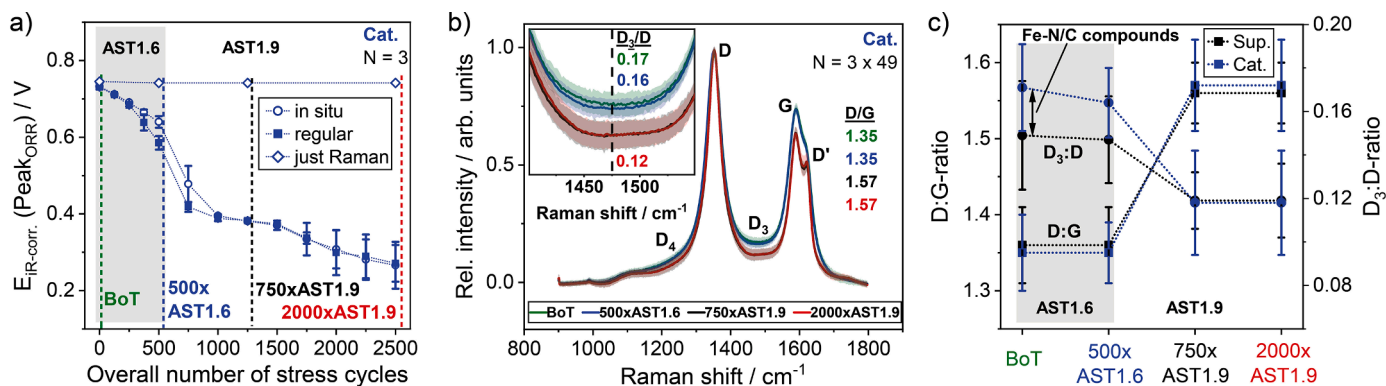 a)
AST1.6
AST1.9
Cat.
N = 3
in situ
regular
just Raman
BoT
500x
AST1.6
750xAST1.9
2000xAST1.9
1.0
0.8
0.6
0.4
0.2
E_iR-corr. (Peak_ORR) / V
0 500 1000 1500 2000 2500
Overall number of stress cycles
b)
Cat.
N = 3 x 49
D₃/D
0.17
0.16
0.12
1450 1500
Raman shift / cm⁻¹
D
G
D'
D₃
D₄
D/G
1.35
1.35
1.57
1.57
BoT 500xAST1.6 750xAST1.9 2000xAST1.9
1.0
0.5
0.0
Rel. intensity / arb. units
800 1000 1200 1400 1600 1800
Raman shift / cm⁻¹
c)
Fe-N/C compounds
Sup.
Cat.
D₃:D
D:G
AST1.6
AST1.9
1.6
1.5
1.4
1.3
D:G-ratio
0.20
0.16
0.12
0.08
D₃:D-ratio
BoT
500x
AST1.6
750x
AST1.9
2000x
AST1.9